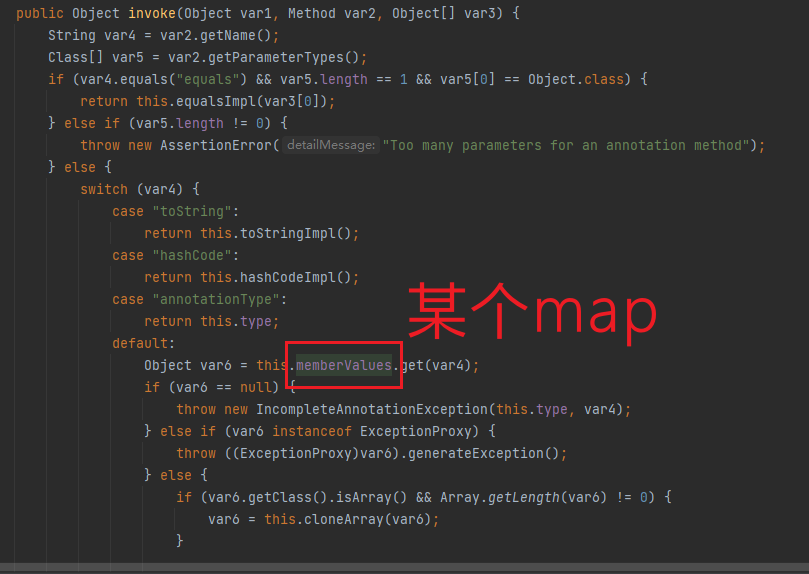 public Object invoke(Object var1, Method var2, Object[] var3) {
String var4 = var2.getName();
Class[] var5 = var2.getParameterTypes();
if (var4.equals("equals") && var5.length == 1 && var5[0] == Object.class) {
return this.equalsImpl(var3[0]);
} else if (var5.length != 0) {
throw new AssertionError( detailMessage: "Too many parameters for an annotation method");
} else {
switch (var4) {
case "toString":
return this.toStringImpl();
case "hashCode":
return this.hashCodeImpl();
case "annotationType":
return this.type;
某个map
default:
Object var6 = this.memberValues.get(var4);
if (var6 == null) {
throw new IncompleteAnnotationException(this.type, var4);
} else if (var6 instanceof ExceptionProxy) {
throw ((ExceptionProxy)var6).generateException();
} else {
if (var6.getClass().isArray() && Array.getLength(var6) != 0) {
var6 = this.cloneArray(var6);
}